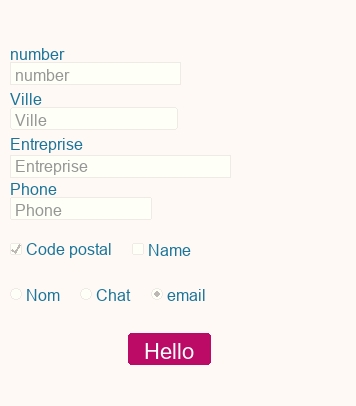 number
number
Ville
Ville
Entreprise
Entreprise
Phone
Phone
Code postal Name
Nom Chat email
Hello